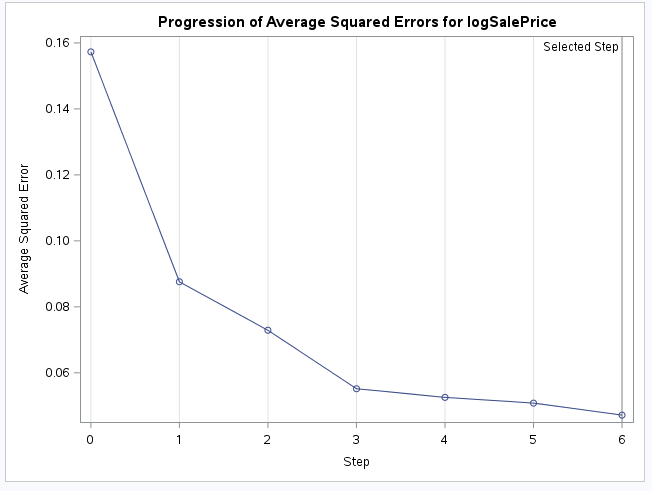 Progression of Average Squared Errors for logSalePrice
Selected Step
0.16
0.14
0.12
0.10
0.08
0.06
Average Squared Error
0 1 2 3 4 5 6
Step